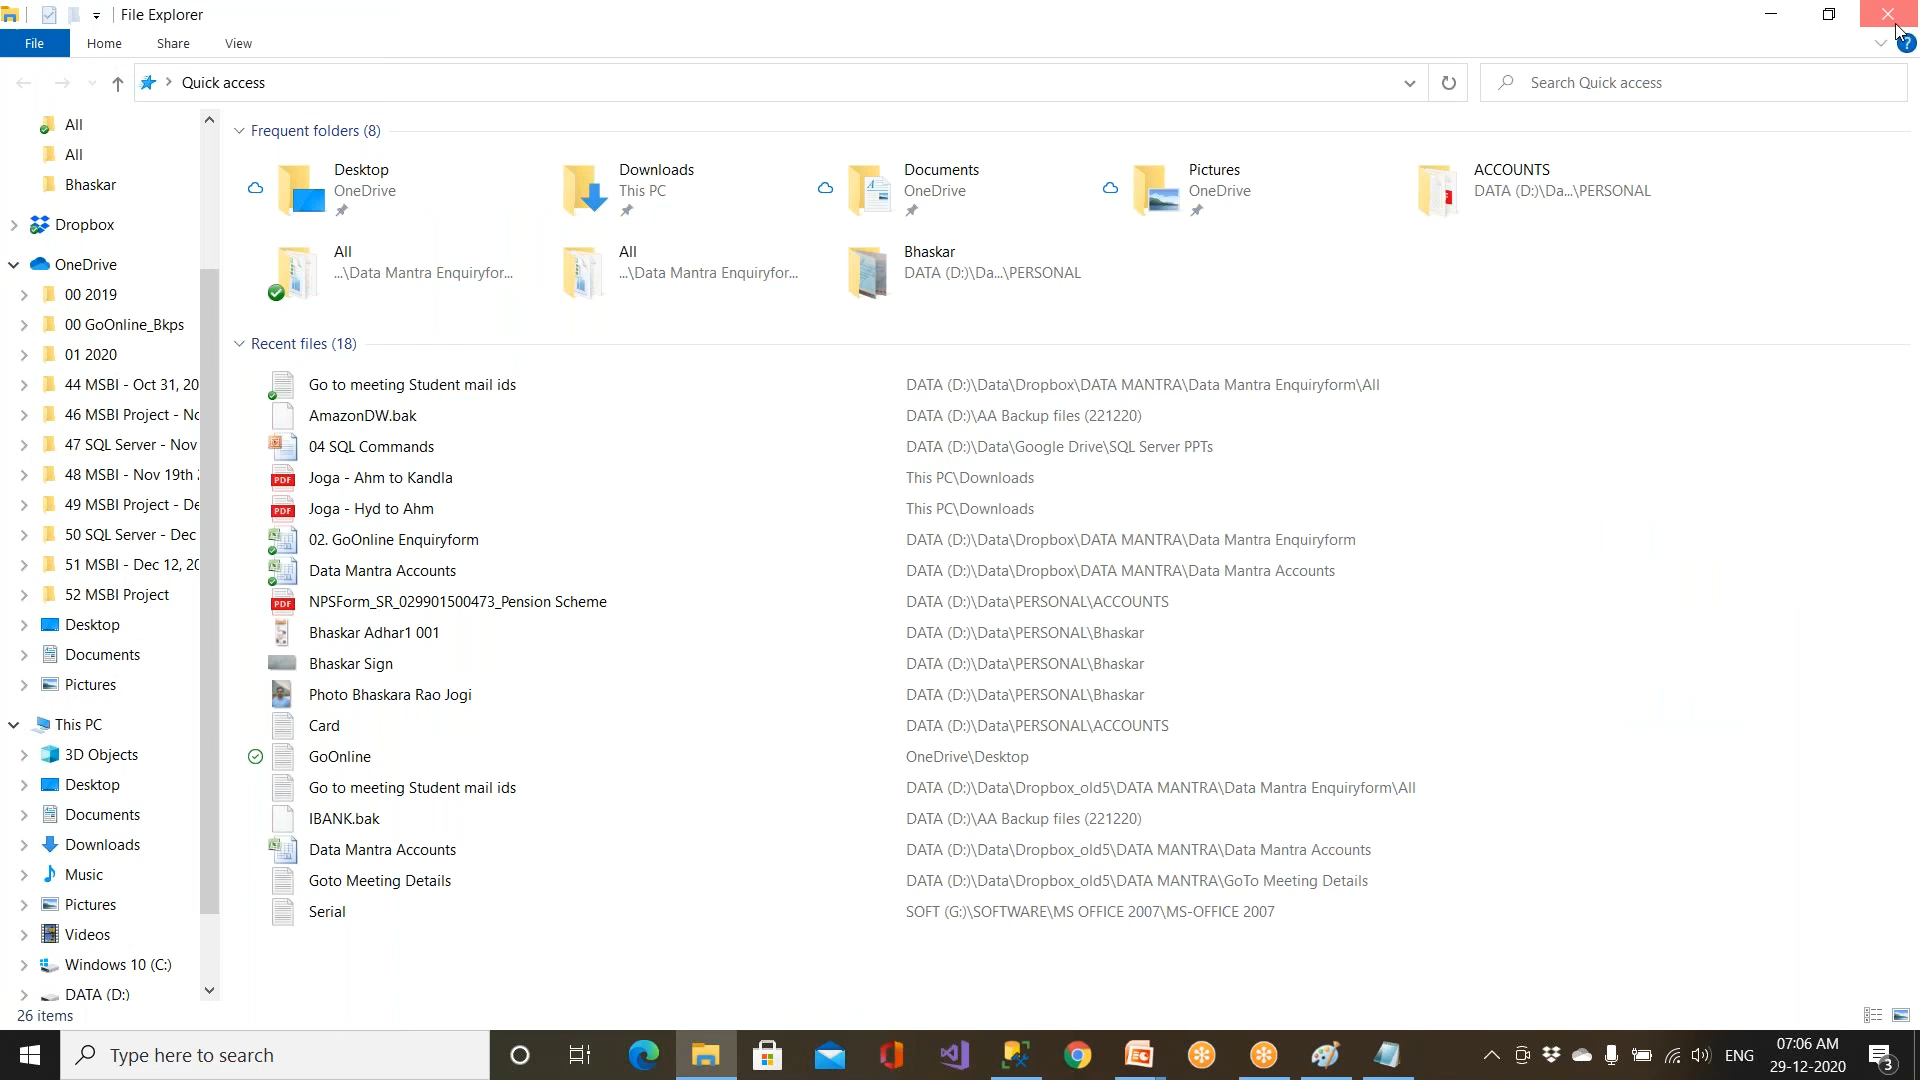 File Explorer
File Home Share View
Quick access
Search Quick access
All
All
Bhaskar
Dropbox
OneDrive
00 2019
00 GoOnline_Bkps
01 2020
44 MSBI - Oct 31, 20
46 MSBI Project - No
47 SQL Server - Nov
48 MSBI - Nov 19th
49 MSBI Project - De
50 SQL Server - Dec
51 MSBI - Dec 12, 20
52 MSBI Project
Desktop
Documents
Pictures
This PC
3D Objects
Desktop
Documents
Downloads
Music
Pictures
Videos
Windows 10 (C:)
DATA (D:)
Frequent folders (8)
Desktop
OneDrive
Downloads
This PC
Documents
OneDrive
Pictures
OneDrive
ACCOUNTS
DATA (D:)\Da...\PERSONAL
All
...\Data Mantra Enquiryfor...
All
...\Data Mantra Enquiryfor...
Bhaskar
DATA (D:)\Da...\PERSONAL
Recent files (18)
Go to meeting Student mail ids DATA (D:)\Data\Dropbox\DATA MANTRA\Data Mantra Enquiryform\All
AmazonDW.bak DATA (D:)\AA Backup files (221220)
04 SQL Commands DATA (D:)\Data\Google Drive\SQL Server PPTs
PDF Joga - Ahm to Kandla This PC\Downloads
PDF Joga - Hyd to Ahm This PC\Downloads
02. GoOnline Enquiryform DATA (D:)\Data\Dropbox\DATA MANTRA\Data Mantra Enquiryform
Data Mantra Accounts DATA (D:)\Data\Dropbox\DATA MANTRA\Data Mantra Accounts
PDF NPSForm_SR_029901500473_Pension Scheme DATA (D:)\Data\PERSONAL\ACCOUNTS
Bhaskar Adhar1 001 DATA (D:)\Data\PERSONAL\Bhaskar
Bhaskar Sign DATA (D:)\Data\PERSONAL\Bhaskar
Photo Bhaskara Rao Jogi DATA (D:)\Data\PERSONAL\Bhaskar
Card DATA (D:)\Data\PERSONAL\ACCOUNTS
GoOnline OneDrive\Desktop
Go to meeting Student mail ids DATA (D:)\Data\Dropbox_old5\DATA MANTRA\Data Mantra Enquiryform\All
IBANK.bak DATA (D:)\AA Backup files (221220)
Data Mantra Accounts DATA (D:)\Data\Dropbox_old5\DATA MANTRA\Data Mantra Accounts
Goto Meeting Details DATA (D:)\Data\Dropbox_old5\DATA MANTRA\GoTo Meeting Details
Serial SOFT (G:)\SOFTWARE\MS OFFICE 2007\MS-OFFICE 2007
26 items
Type here to search
ENG
07:06 AM
29-12-2020
3